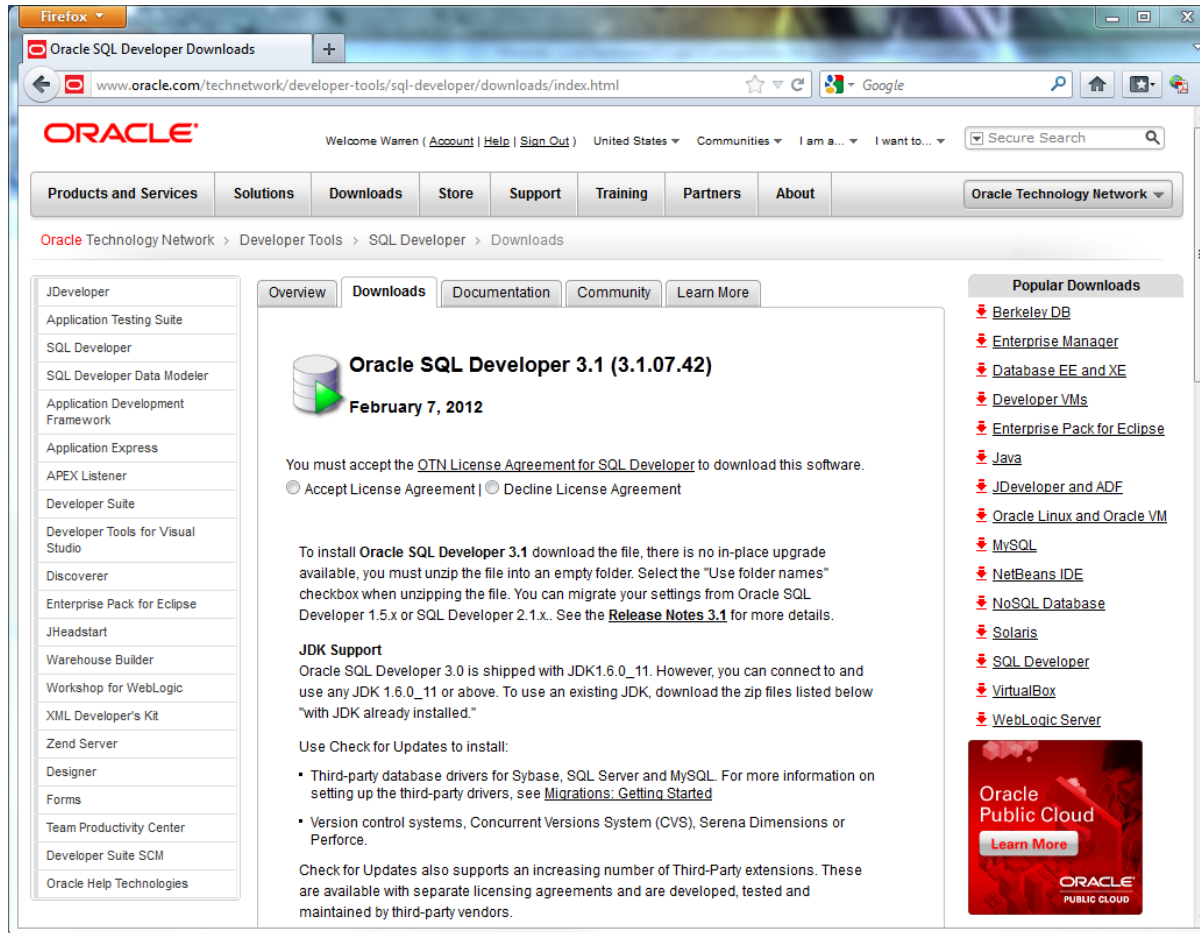 Firefox
Oracle SQL Developer Downloads
www.oracle.com/technetwork/developer-tools/sql-developer/downloads/index.html
Google
ORACLE
Welcome Warren ( Account | Help | Sign Out ) United States Communities I am a... I want to...
Secure Search
Products and Services Solutions Downloads Store Support Training Partners About
Oracle Technology Network
Oracle Technology Network > Developer Tools > SQL Developer > Downloads
JDeveloper
Application Testing Suite
SQL Developer
SQL Developer Data Modeler
Application Development
Framework
Application Express
APEX Listener
Developer Suite
Developer Tools for Visual
Studio
Discoverer
Enterprise Pack for Eclipse
JHeadstart
Warehouse Builder
Workshop for WebLogic
XML Developer's Kit
Zend Server
Designer
Forms
Team Productivity Center
Developer Suite SCM
Oracle Help Technologies
Overview Downloads Documentation Community Learn More
Oracle SQL Developer 3.1 (3.1.07.42)
February 7, 2012
You must accept the OTN License Agreement for SQL Developer to download this software.
Accept License Agreement | Decline License Agreement
To install Oracle SQL Developer 3.1 download the file, there is no in-place upgrade
available, you must unzip the file into an empty folder. Select the "Use folder names"
checkbox when unzipping the file. You can migrate your settings from Oracle SQL
Developer 1.5.x or SQL Developer 2.1.x.. See the Release Notes 3.1 for more details.
JDK Support
Oracle SQL Developer 3.0 is shipped with JDK1.6.0_11. However, you can connect to and
use any JDK 1.6.0_11 or above. To use an existing JDK, download the zip files listed below
"with JDK already installed."
Use Check for Updates to install:
Third-party database drivers for Sybase, SQL Server and MySQL. For more information on
setting up the third-party drivers, see Migrations: Getting Started
Version control systems, Concurrent Versions System (CVS), Serena Dimensions or
Perforce.
Check for Updates also supports an increasing number of Third-Party extensions. These
are available with separate licensing agreements and are developed, tested and
maintained by third-party vendors.
Popular Downloads
Berkeley DB
Enterprise Manager
Database EE and XE
Developer VMs
Enterprise Pack for Eclipse
Java
JDeveloper and ADF
Oracle Linux and Oracle VM
MySQL
NetBeans IDE
NoSQL Database
Solaris
SQL Developer
VirtualBox
WebLogic Server
Oracle
Public Cloud
Learn More
ORACLE
PUBLIC CLOUD